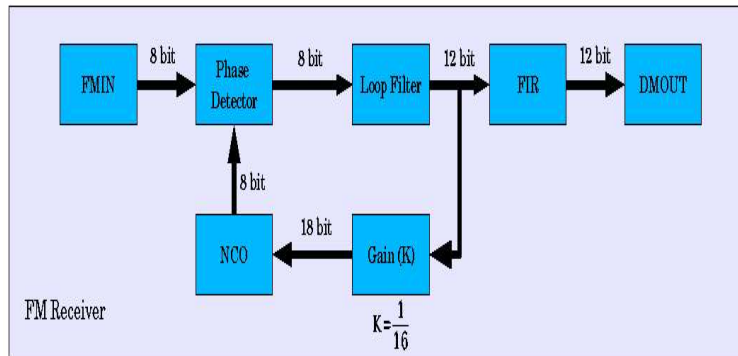 8 bit
8 bit
12 bit
12 bit
FMIN
Phase
Detector
Loop Filter
FIR
DMOUT
8 bit
18 bit
NCO
Gain (K)
FM Receiver
K=1/16